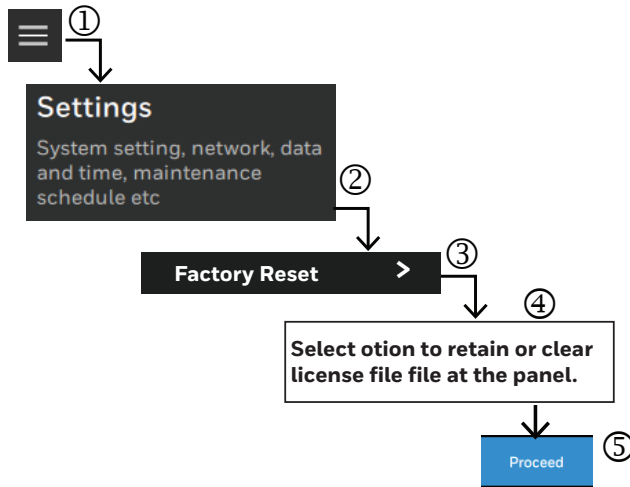 ①
Settings
System setting, network, data
and time, maintenance
schedule etc
②
Factory Reset >
③
④
Select otion to retain or clear
license file file at the panel.
⑤
Proceed